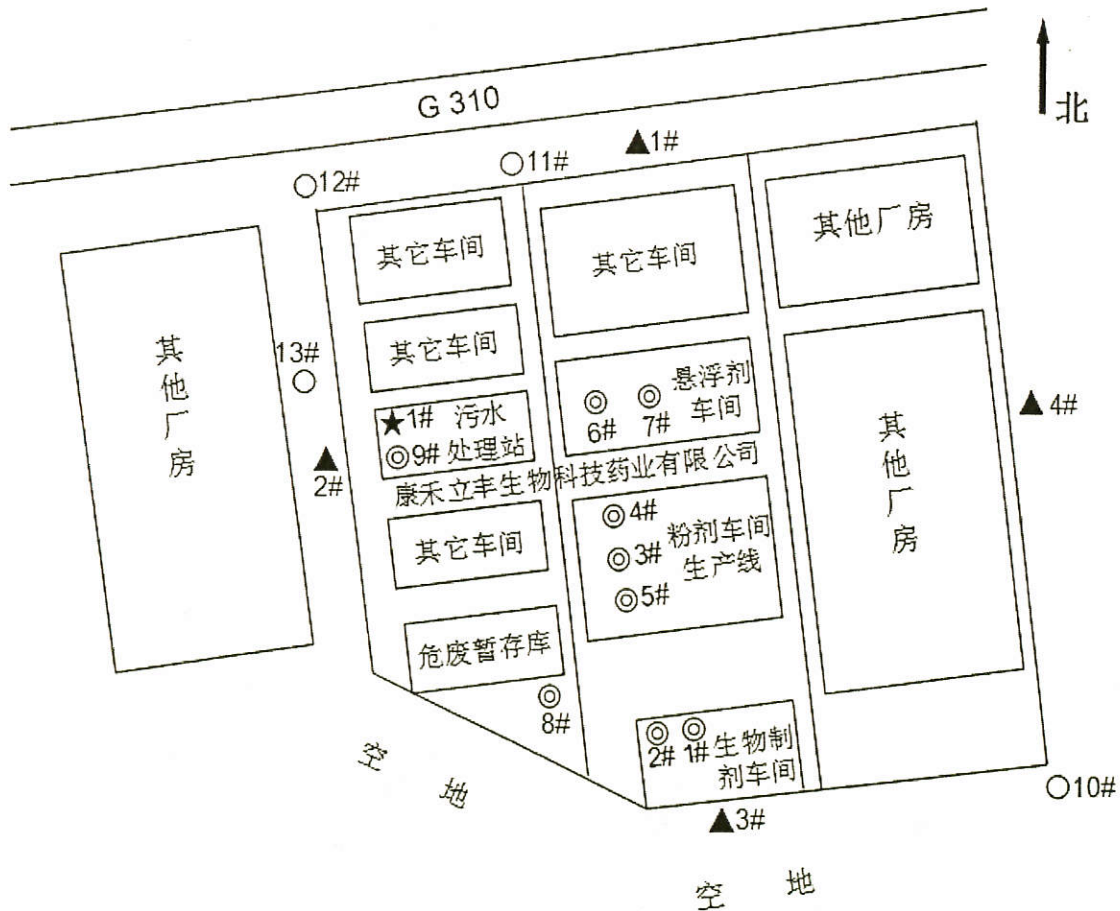 G 310
北
▲1#
○11#
○12#
其它车间
其它车间
其他厂房
其他厂房
13#
○
其它车间
悬浮剂
车间
◎ ◎
6# 7#
▲4#
★1# 污水
◎9# 处理站
▲
2#
其他厂房
康禾立丰生物科技药业有限公司
◎4#
◎3#
◎5#
粉剂车间
生产线
其它车间
危废暂存库
◎
8#
◎ ◎
2# 1#
生物制
剂车间
○10#
▲3#
空地
空地